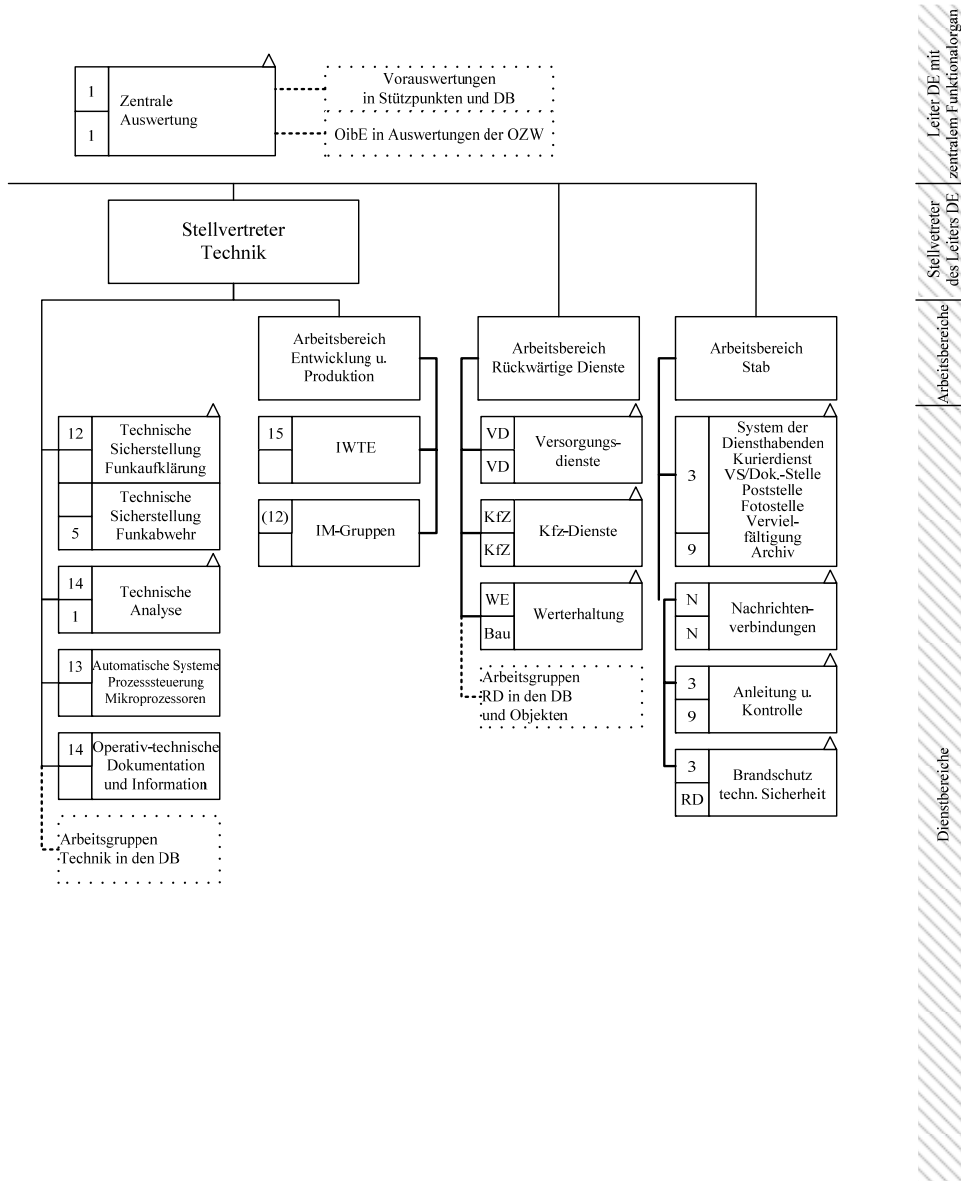 1
1
Zentrale
Auswertung
Vorauswertungen
in Stützpunkten und DB
OibE in Auswertungen der OZW
Leiter DE mit
zentralem Funktionalorgan
Stellvertreter
Technik
Stellvetreter
des Leiters DE
Arbeitsbereich
Entwicklung u.
Produktion
Arbeitsbereich
Rückwärtige Dienste
Arbeitsbereich
Stab
Arbeitsbereiche
12
Technische
Sicherstellung
Funkaufklärung
5
Technische
Sicherstellung
Funkabwehr
14
1
Technische
Analyse
13
Automatische Systeme
Prozesssteuerung
Mikroprozessoren
14
Operativ-technische
Dokumentation
und Information
Arbeitsgruppen
Technik in den DB
15
IWTE
(12)
IM-Gruppen
VD
VD
Versorgungs-
dienste
KfZ
KfZ
Kfz-Dienste
WE
Bau
Werterhaltung
Arbeitsgruppen
RD in den DB
und Objekten
3
9
System der
Diensthabenden
Kurierdienst
VS/Dok.-Stelle
Poststelle
Fotostelle
Verviel-
fältigung
Archiv
N
N
Nachrichten-
verbindungen
3
9
Anleitung u.
Kontrolle
3
RD
Brandschutz
techn. Sicherheit
Dienstbereiche